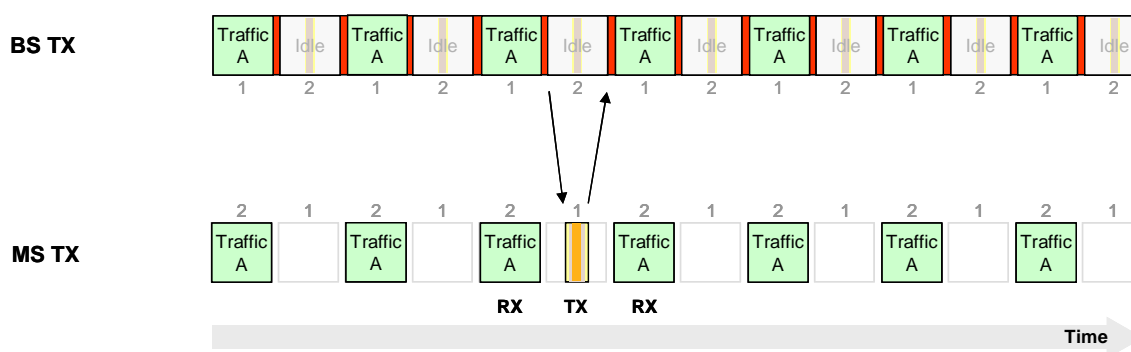 BS TX
Traffic A Idle Traffic A Idle Traffic A Idle Traffic A Idle Traffic A Idle Traffic A Idle Traffic A Idle
1 2 1 2 1 2 1 2 1 2 1 2 1 2
2 1 2 1 2 1 2 1 2 1 2 1 2 1
MS TX
Traffic A Traffic A Traffic A Traffic A Traffic A Traffic A Traffic A
RX TX RX
Time